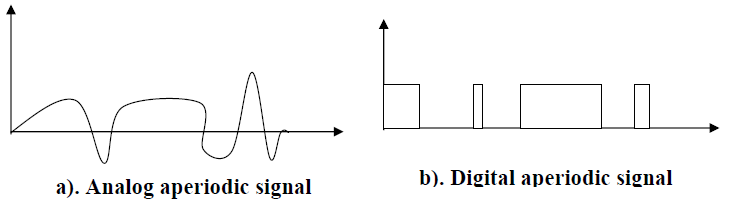 a). Analog aperiodic signal
b). Digital aperiodic signal